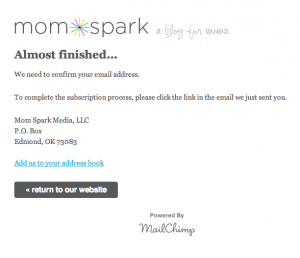 mom spark a blog for moms
Almost finished...
We need to confirm your email address.
To complete the subscription process, please click the link in the email we just sent you.
Mom Spark Media, LLC
P.O. Box
Edmond, OK 73083
Add us to your address book
« return to our website
Powered By
MailChimp